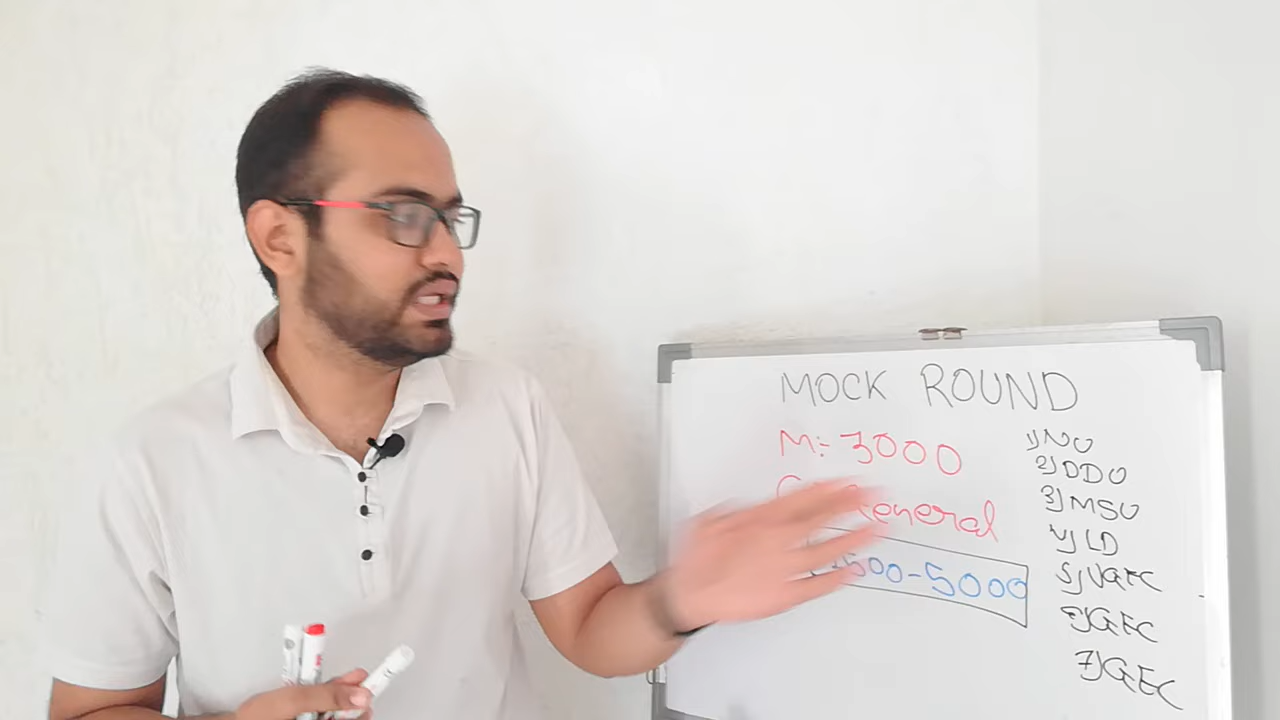 MOCK ROUND
M:- 3000
General
500-5000
1) NU
2) DDU
3) MSU
4) LD
5) VGEC
6) GEC
7) GEC